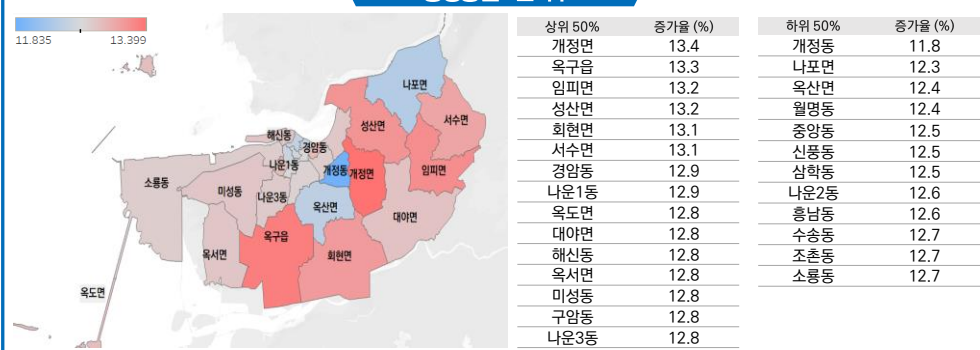 11.835 13.399
나포면
서수면
성산면
해신동
경암동
나운1동
개정동
개정면
임피면
소룡동
미성동
나운3동
옥산면
대야면
옥구읍
옥서면
회현면
옥도면
상위 50% 증가율 (%)
개정면 13.4
옥구읍 13.3
임피면 13.2
성산면 13.2
회현면 13.1
서수면 13.1
경암동 12.9
나운1동 12.9
옥도면 12.8
대야면 12.8
해신동 12.8
옥서면 12.8
미성동 12.8
구암동 12.8
나운3동 12.8
하위 50% 증가율 (%)
개정동 11.8
나포면 12.3
옥산면 12.4
월명동 12.4
중앙동 12.5
신풍동 12.5
삼학동 12.5
나운2동 12.6
흥남동 12.6
수송동 12.7
조촌동 12.7
소룡동 12.7